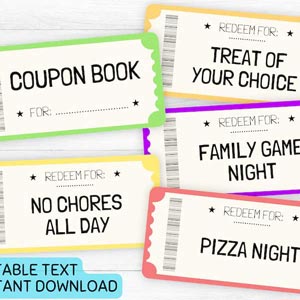 COUPON BOOK
★ FOR: .................... ★
★ REDEEM FOR: ★
TREAT OF
YOUR CHOICE
★ REDEEM FOR: ★
FAMILY GAME
NIGHT
★ REDEEM FOR: ★
NO CHORES
ALL DAY
★ REDEEM FOR:
PIZZA NIGHT
TABLE TEXT
TANT DOWNLOAD